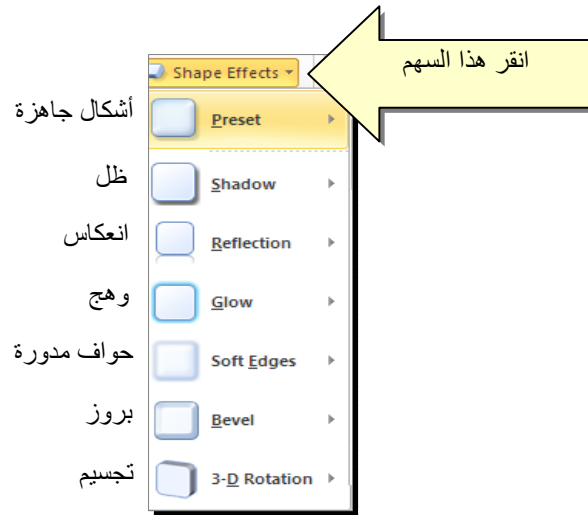 انقر هذا السهم
Shape Effects
أشكال جاهزة
Preset
ظل
Shadow
انعكاس
Reflection
وهج
Glow
حواف مدورة
Soft Edges
بروز
Bevel
تجسيم
3-D Rotation